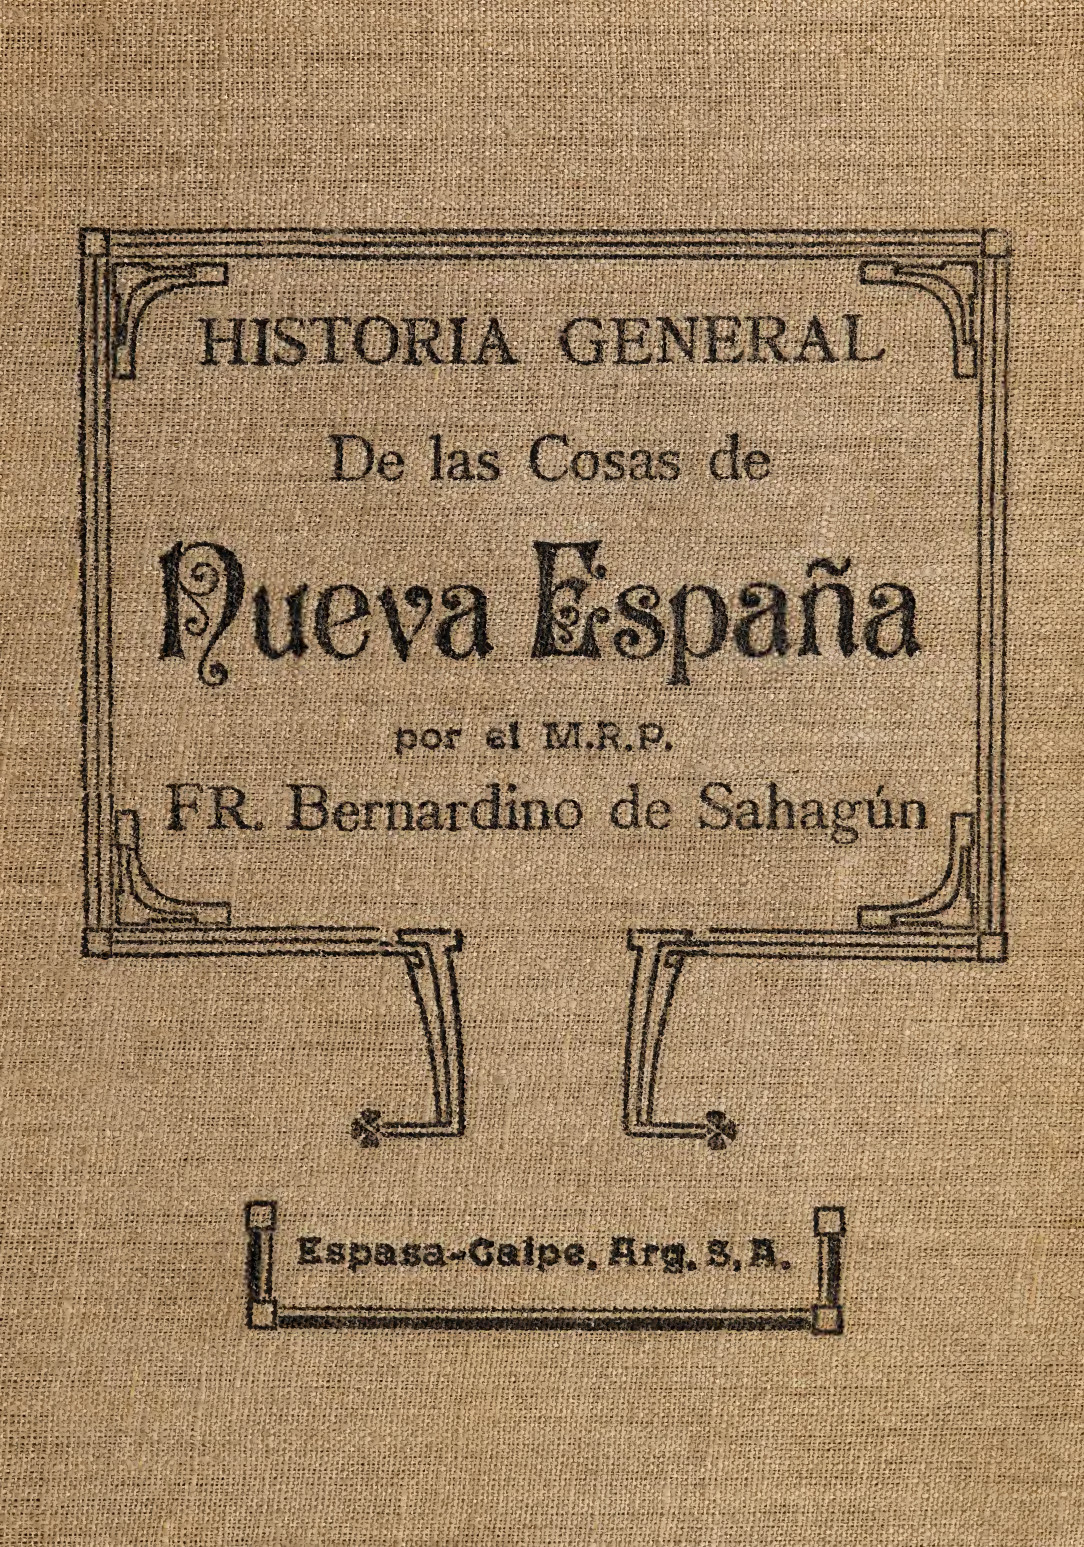 HISTORIA GENERAL
De las Cosas de
Nueva España
por el M.R.P.
FR. Bernardino de Sahagún
Espasa-Calpe, Arg. S, A.